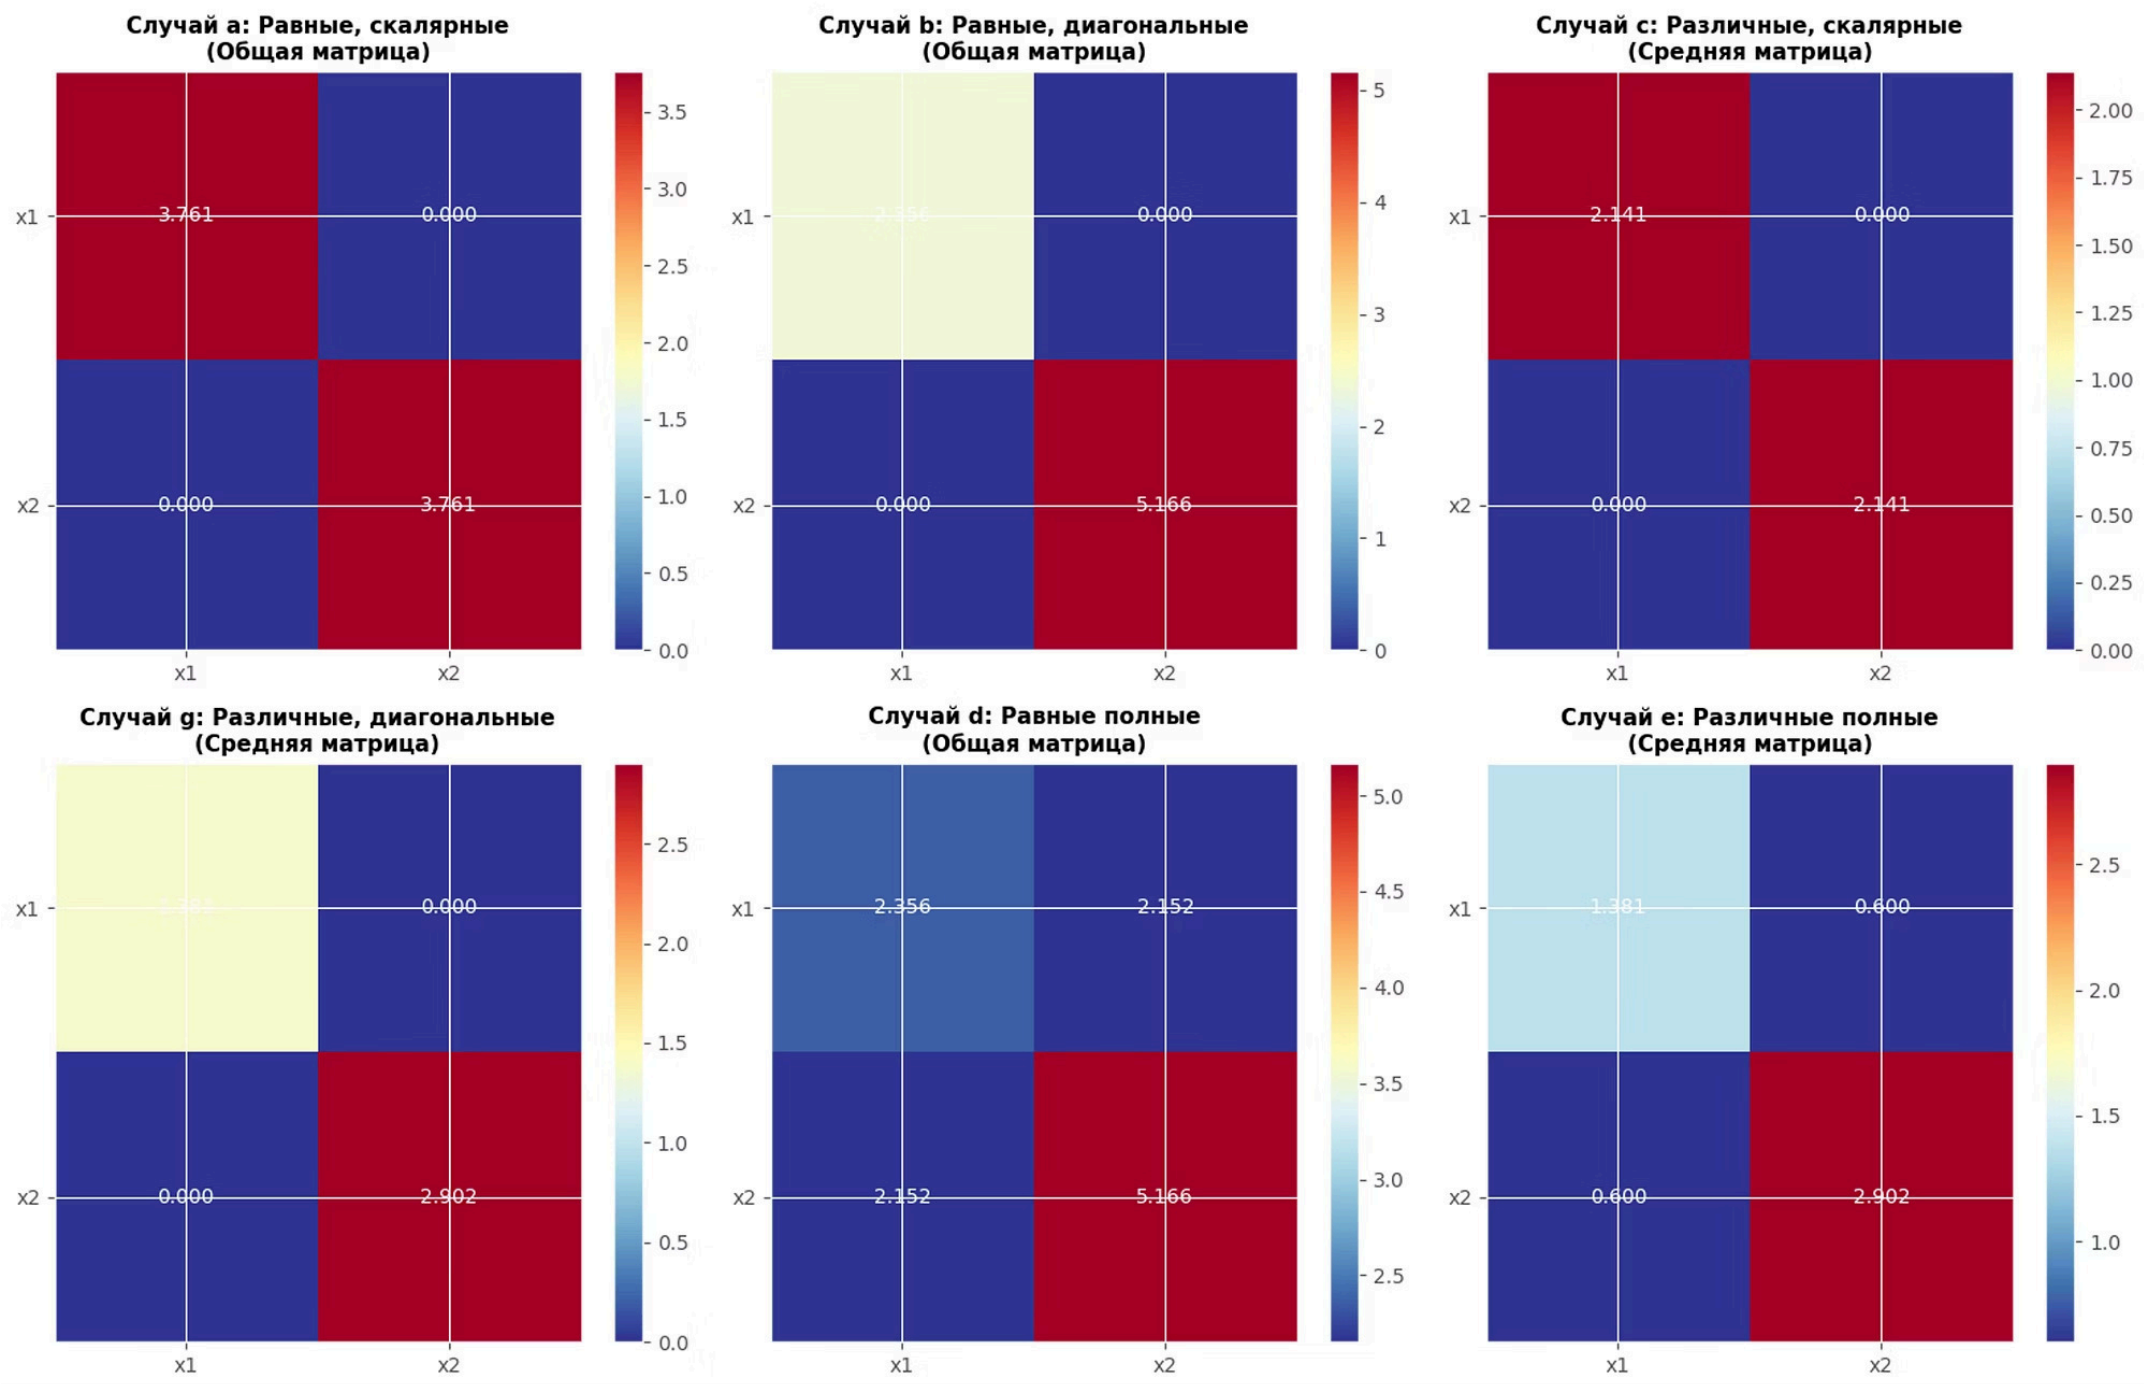 Случай a: Равные, скалярные
(Общая матрица)
3.5
3.0
2.5
2.0
1.5
1.0
0.5
0.0
x1
3.761
0.000
x2
0.000
3.761
x1
x2
Случай b: Равные, диагональные
(Общая матрица)
5
4
3
2
1
0
x1
2.356
0.000
x2
0.000
5.166
x1
x2
Случай c: Различные, скалярные
(Средняя матрица)
2.00
1.75
1.50
1.25
1.00
0.75
0.50
0.25
0.00
x1
2.141
0.000
x2
0.000
2.141
x1
x2
Случай g: Различные, диагональные
(Средняя матрица)
2.5
2.0
1.5
1.0
0.5
0.0
x1
1.381
0.000
x2
0.000
2.902
x1
x2
Случай d: Равные полные
(Общая матрица)
5.0
4.5
4.0
3.5
3.0
2.5
x1
2.356
2.152
x2
2.152
5.166
x1
x2
Случай e: Различные полные
(Средняя матрица)
2.5
2.0
1.5
1.0
x1
1.381
0.600
x2
0.600
2.902
x1
x2